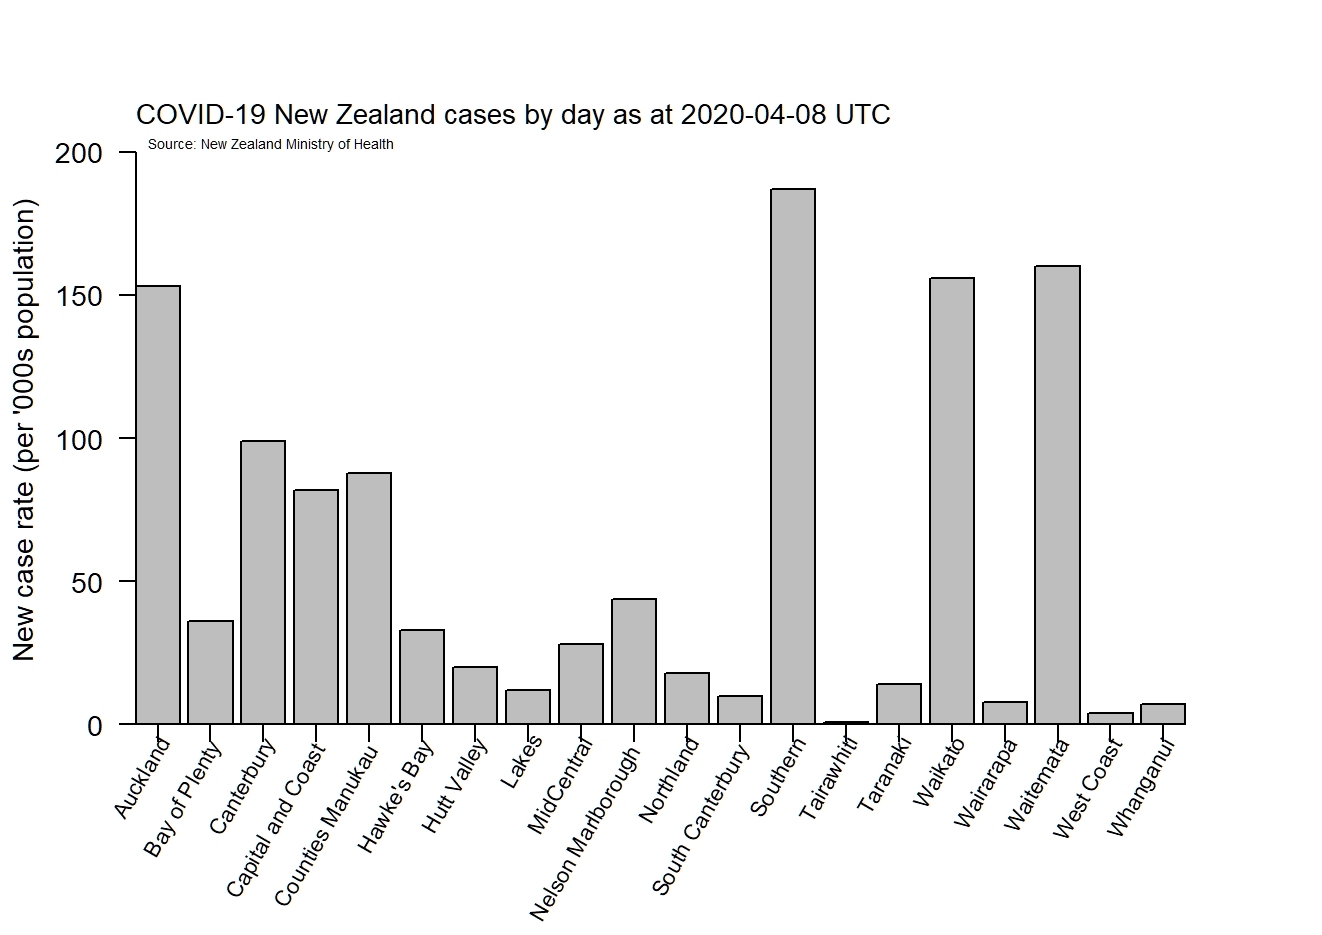 COVID-19 New Zealand cases by day as at 2020-04-08 UTC
Source: New Zealand Ministry of Health
New case rate (per '000s population)
200
150
100
50
0
Auckland
Bay of Plenty
Canterbury
Capital and Coast
Counties Manukau
Hawke's Bay
Hutt Valley
Lakes
MidCentral
Nelson Marlborough
Northland
South Canterbury
Southern
Tairawhiti
Taranaki
Waikato
Wairarapa
Waitemata
West Coast
Whanganui